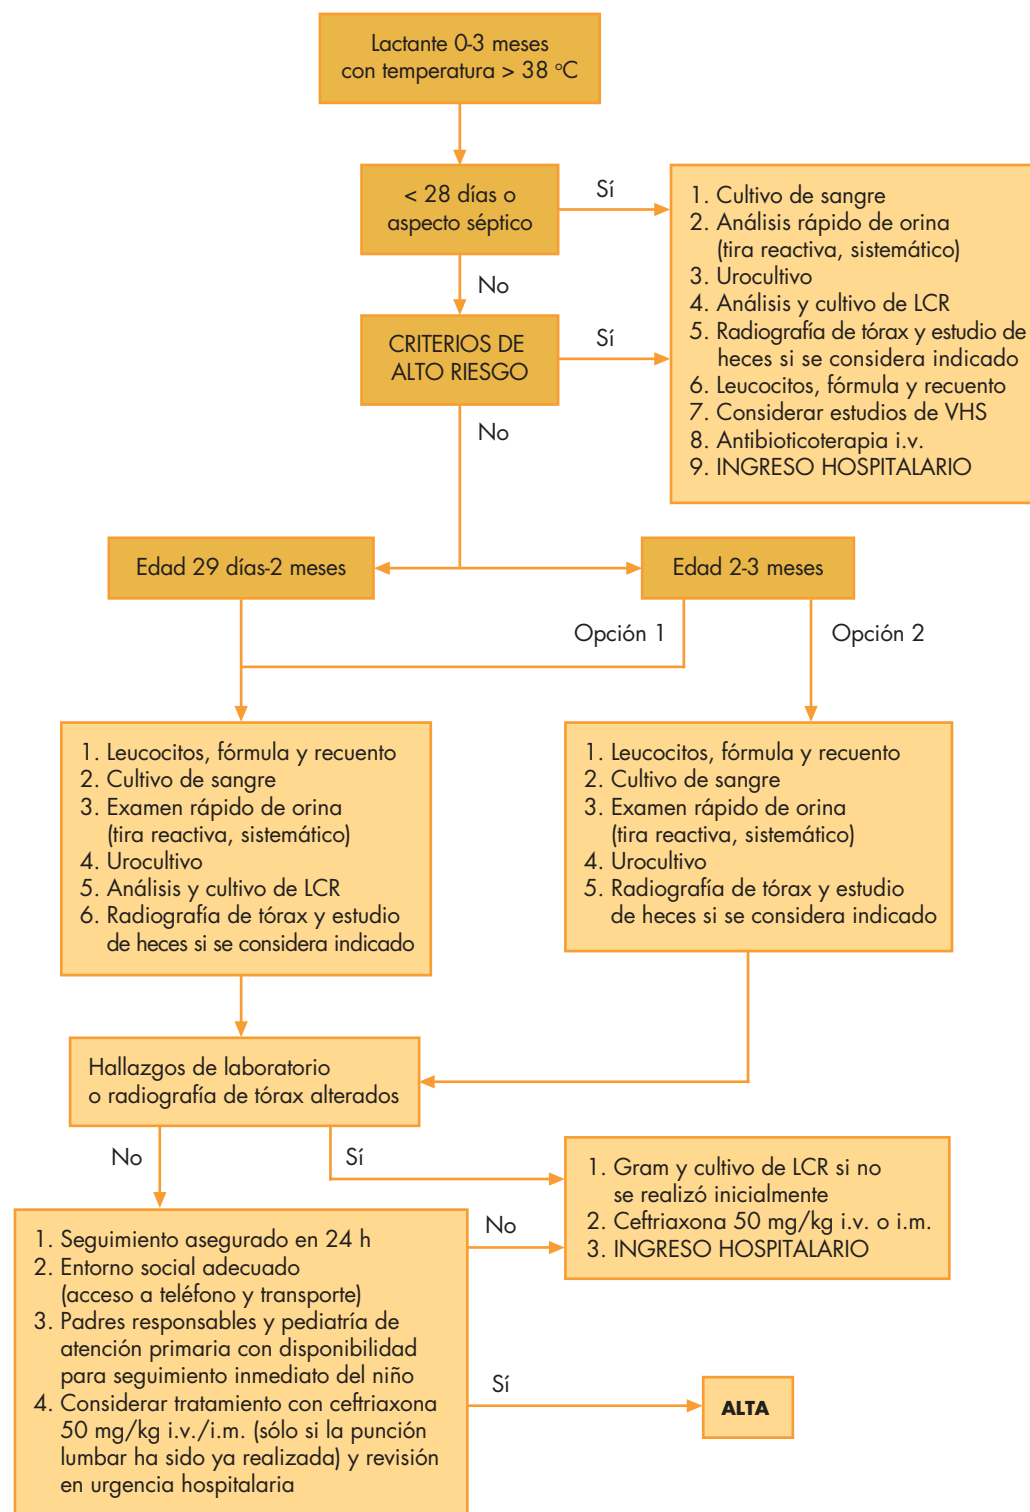 Lactante 0-3 meses
con temperatura > 38 ºC
< 28 días o
aspecto séptico
Sí
1. Cultivo de sangre
2. Análisis rápido de orina
(tira reactiva, sistemático)
3. Urocultivo
4. Análisis y cultivo de LCR
5. Radiografía de tórax y estudio de
heces si se considera indicado
6. Leucocitos, fórmula y recuento
7. Considerar estudios de VHS
8. Antibioticoterapia i.v.
9. INGRESO HOSPITALARIO
No
CRITERIOS DE
ALTO RIESGO
Sí
No
Edad 29 días-2 meses
Edad 2-3 meses
Opción 1
Opción 2
1. Leucocitos, fórmula y recuento
2. Cultivo de sangre
3. Examen rápido de orina
(tira reactiva, sistemático)
4. Urocultivo
5. Análisis y cultivo de LCR
6. Radiografía de tórax y estudio
de heces si se considera indicado
1. Leucocitos, fórmula y recuento
2. Cultivo de sangre
3. Examen rápido de orina
(tira reactiva, sistemático)
4. Urocultivo
5. Radiografía de tórax y estudio
de heces si se considera indicado
Hallazgos de laboratorio
o radiografía de tórax alterados
No
Sí
1. Gram y cultivo de LCR si no
se realizó inicialmente
2. Ceftriaxona 50 mg/kg i.v. o i.m.
3. INGRESO HOSPITALARIO
1. Seguimiento asegurado en 24 h
2. Entorno social adecuado
(acceso a teléfono y transporte)
3. Padres responsables y pediatría de
atención primaria con disponibilidad
para seguimiento inmediato del niño
4. Considerar tratamiento con ceftriaxona
50 mg/kg i.v./i.m. (sólo si la punción
lumbar ha sido ya realizada) y revisión
en urgencia hospitalaria
No
Sí
ALTA